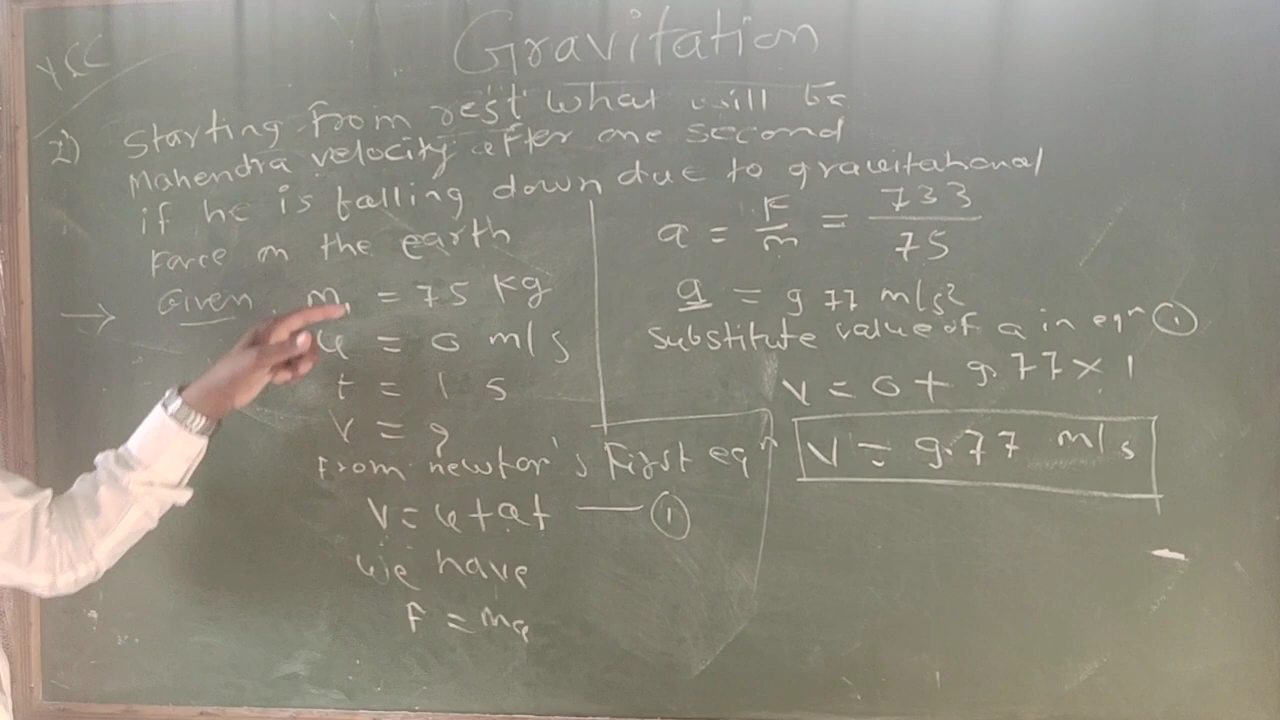 Gravitation
YCC
2) Starting From rest what will be
Mahendra velocity after one second
if he is falling down due to gravitational
Force on the earth
→ Given m = 75 kg
u = 0 m/s
t = 1 s
V = ?
From newton's First eqn
V = u + at — ①
We have
F = ma
a = F/m = 733/75
a = 9.77 m/s²
substitute value of a in eqn ①
V = 0 + 9.77 × 1
V = 9.77 m/s